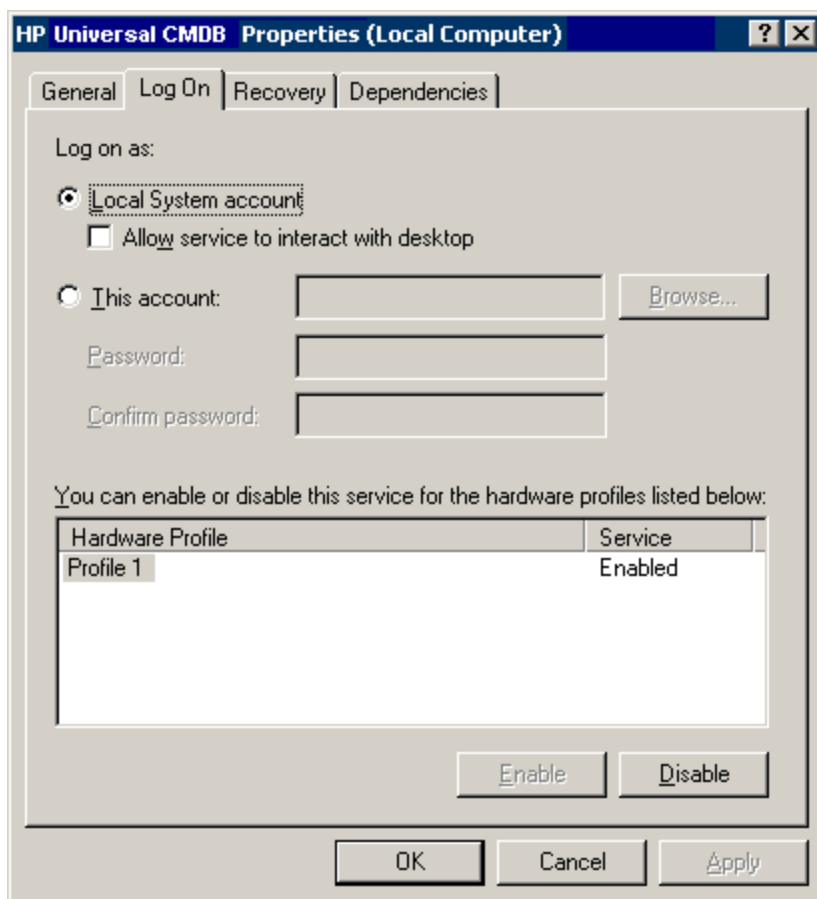 HP Universal CMDB Properties (Local Computer)
General Log On Recovery Dependencies
Log on as:
Local System account
Allow service to interact with desktop
This account: Browse...
Password:
Confirm password:
You can enable or disable this service for the hardware profiles listed below:
Hardware Profile Service
Profile 1 Enabled
Enable Disable
OK Cancel Apply